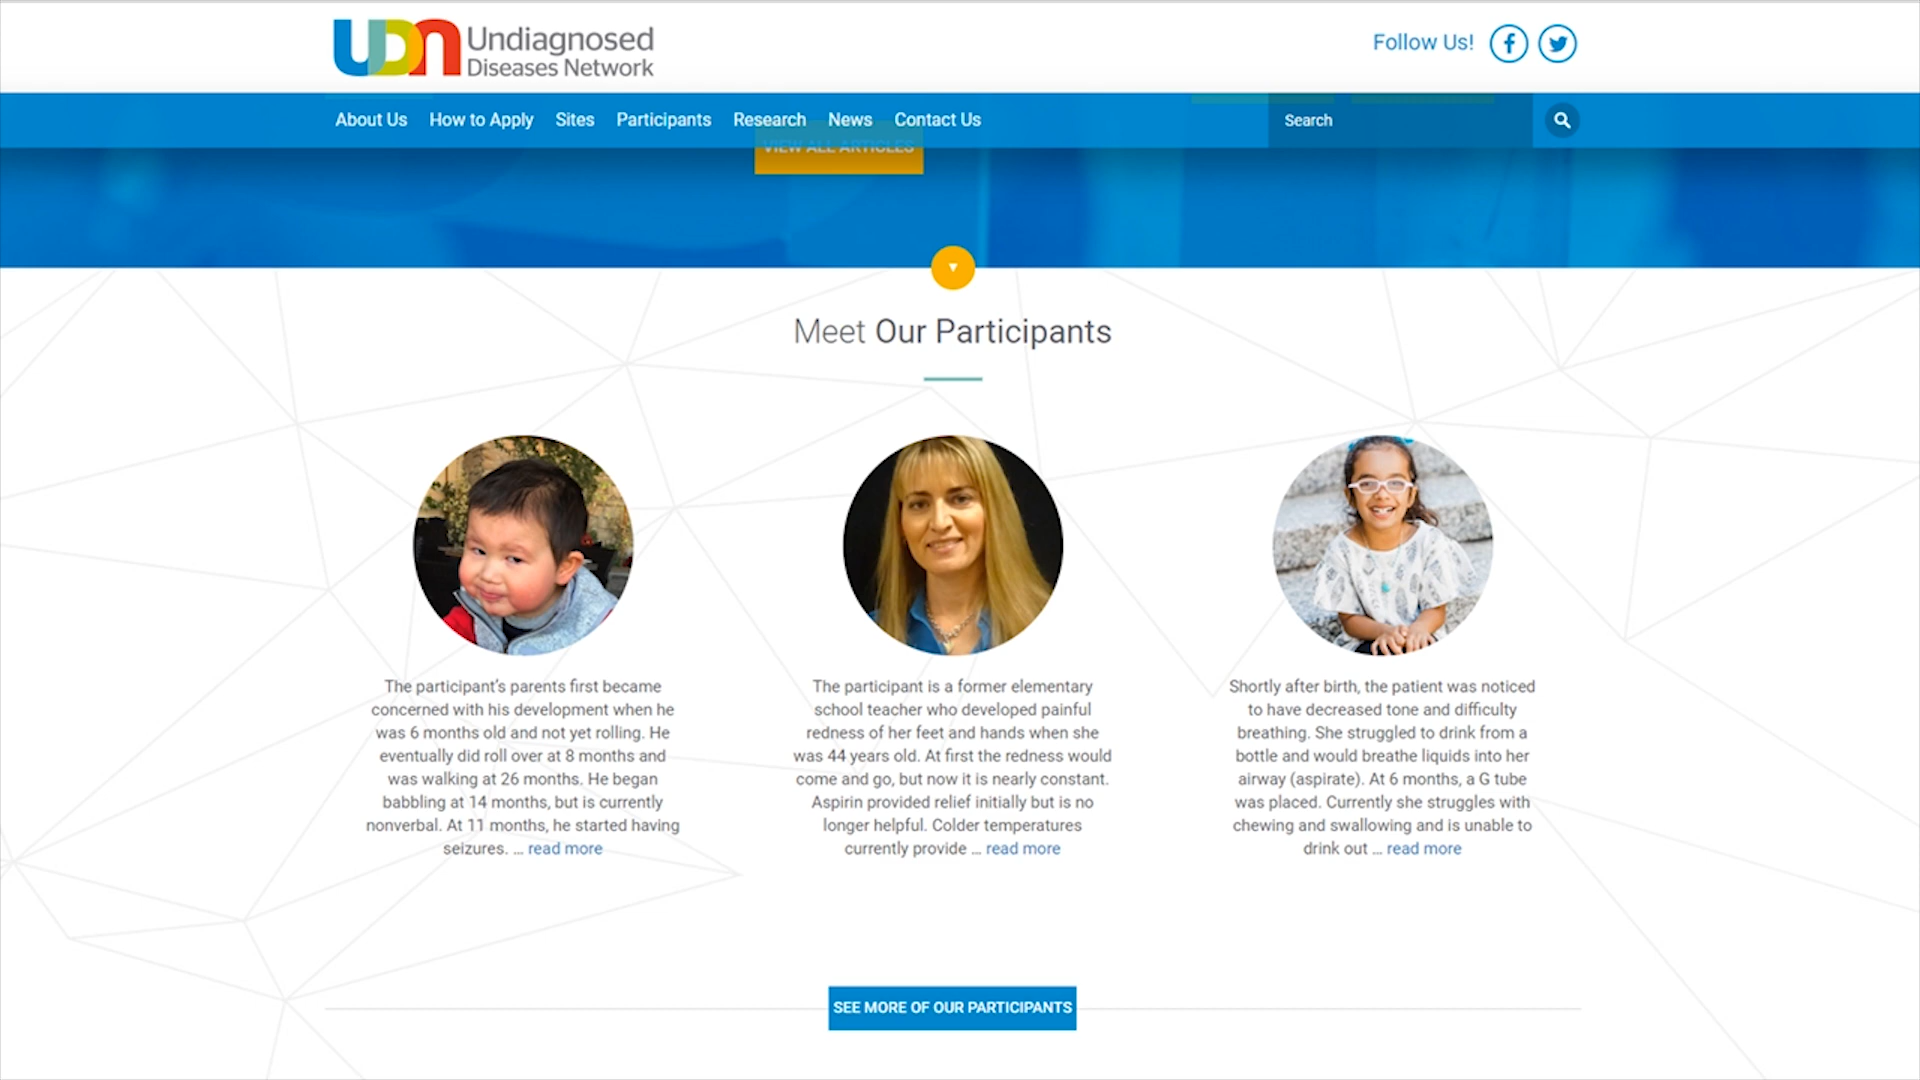 UDN Undiagnosed
Diseases Network
Follow Us!
About Us How to Apply Sites Participants Research News Contact Us
Search
VIEW ALL ARTICLES
Meet Our Participants
The participant's parents first became
concerned with his development when he
was 6 months old and not yet rolling. He
eventually did roll over at 8 months and
was walking at 26 months. He began
babbling at 14 months, but is currently
nonverbal. At 11 months, he started having
seizures. ... read more
The participant is a former elementary
school teacher who developed painful
redness of her feet and hands when she
was 44 years old. At first the redness would
come and go, but now it is nearly constant.
Aspirin provided relief initially but is no
longer helpful. Colder temperatures
currently provide ... read more
Shortly after birth, the patient was noticed
to have decreased tone and difficulty
breathing. She struggled to drink from a
bottle and would breathe liquids into her
airway (aspirate). At 6 months, a G tube
was placed. Currently she struggles with
chewing and swallowing and is unable to
drink out ... read more
SEE MORE OF OUR PARTICIPANTS